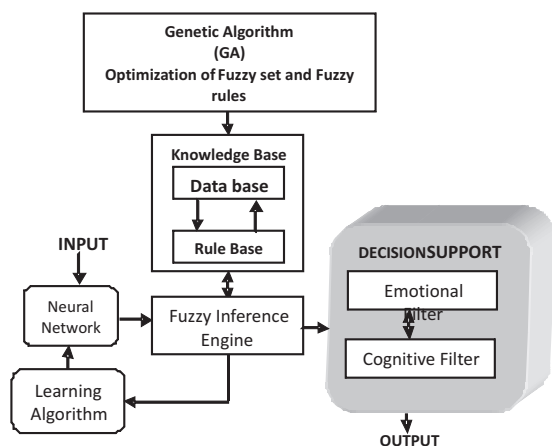 Genetic Algorithm
(GA)
Optimization of Fuzzy set and Fuzzy
rules
Knowledge Base
Data base
Rule Base
INPUT
Neural
Network
Fuzzy Inference
Engine
Learning
Algorithm
DECISIONSUPPORT
Emotional
Filter
Cognitive Filter
OUTPUT